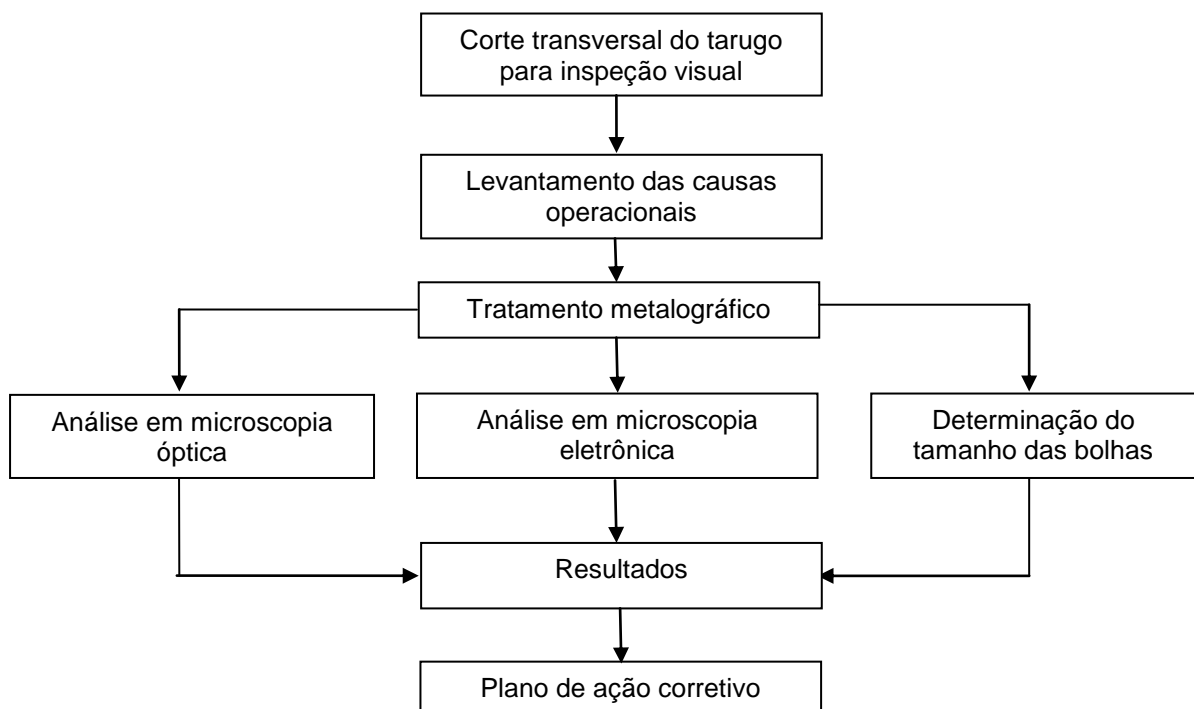 Corte transversal do tarugo
para inspeção visual
Levantamento das causas
operacionais
Tratamento metalográfico
Análise em microscopia
óptica
Análise em microscopia
eletrônica
Determinação do
tamanho das bolhas
Resultados
Plano de ação corretivo